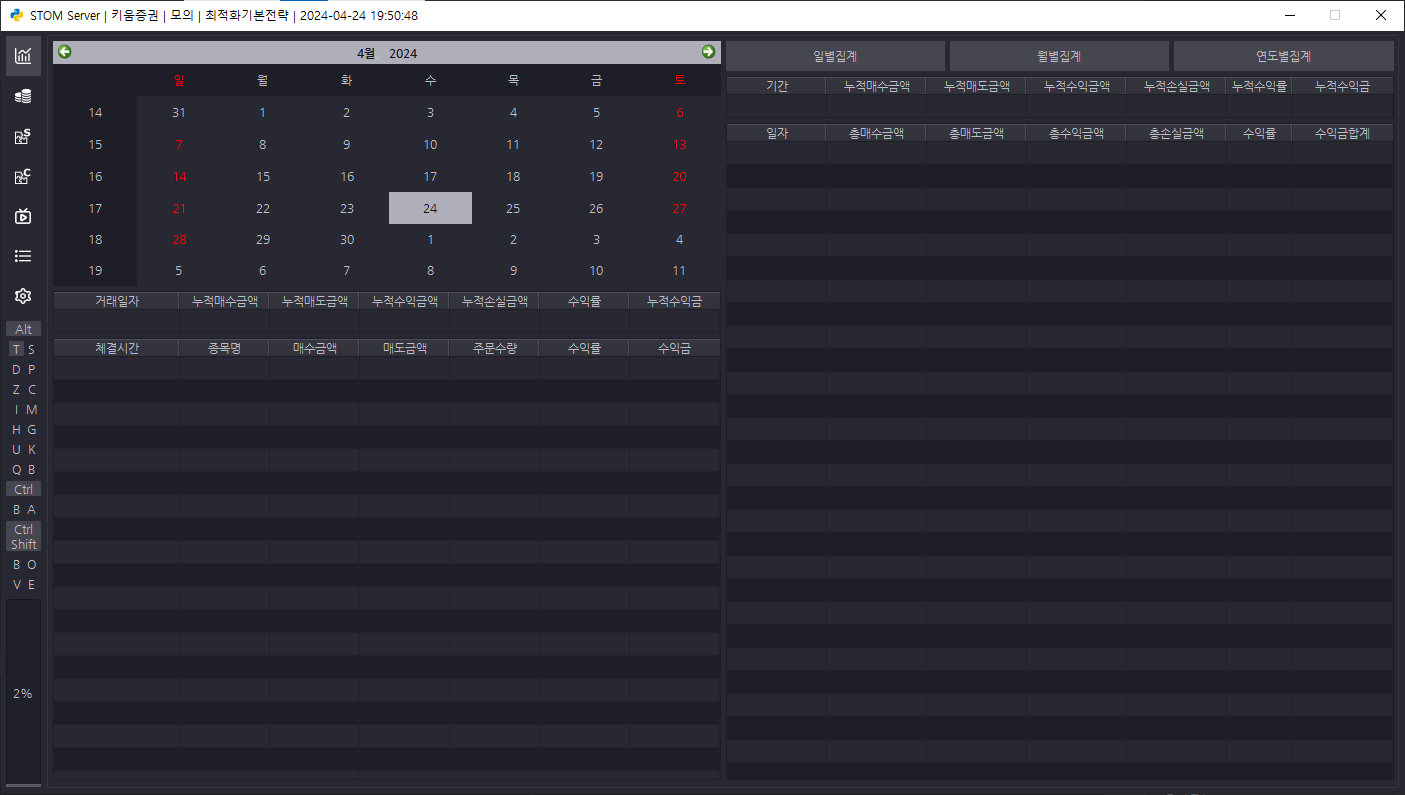 STOM Server | 키움증권 | 모의 | 최적화기본전략 | 2024-04-24 19:50:48
4월 2024
일 월 화 수 목 금 토
14 31 1 2 3 4 5 6
15 7 8 9 10 11 12 13
16 14 15 16 17 18 19 20
17 21 22 23 24 25 26 27
18 28 29 30 1 2 3 4
19 5 6 7 8 9 10 11
거래일자 누적매수금액 누적매도금액 누적수익금액 누적손실금액 수익률 누적수익금
체결시간 종목명 매수금액 매도금액 주문수량 수익률 수익금
일별집계 월별집계 연도별집계
기간 누적매수금액 누적매도금액 누적수익금액 누적손실금액 누적수익률 누적수익금
일자 총매수금액 총매도금액 총수익금액 총손실금액 수익률 수익금합계
S
C
Alt
T S
D P
Z C
I M
H G
U K
Q B
Ctrl
B A
Ctrl
Shift
B O
V E
2%